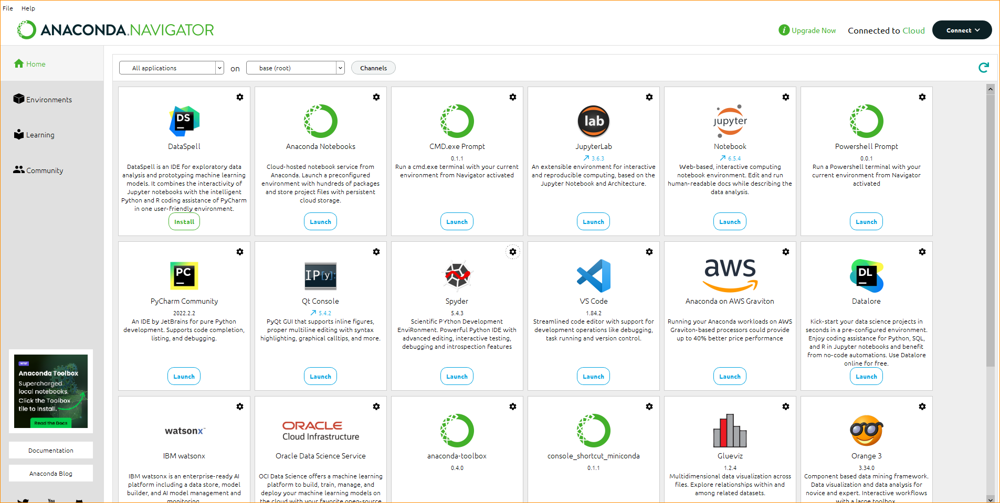 File Help
ANACONDA.NAVIGATOR
i Upgrade Now Connected to Cloud Connect
Home
Environments
Learning
Community
All applications on base (root) Channels
DS
DataSpell
DataSpell is an IDE for exploratory data
analysis and prototyping machine learning
models. It combines the interactivity of
Jupyter notebooks with the intelligent
Python and R coding assistance of PyCharm
in one user-friendly environment.
Install
Anaconda Notebooks
Cloud-hosted notebook service from
Anaconda. Launch a preconfigured
environment with hundreds of packages
and store project files with persistent
cloud storage.
Launch
CMD.exe Prompt
0.1.1
Run a cmd.exe terminal with your current
environment from Navigator activated
Launch
lab
JupyterLab
3.6.3
An extensible environment for interactive
and reproducible computing, based on the
Jupyter Notebook and Architecture.
Launch
jupyter
Notebook
6.5.4
Web-based, interactive computing
notebook environment. Edit and run
human-readable docs while describing the
data analysis.
Launch
Powershell Prompt
0.0.1
Run a Powershell terminal with your
current environment from Navigator
activated
Launch
PC
PyCharm Community
2022.2.2
An IDE by JetBrains for pure Python
development. Supports code completion,
listing, and debugging.
Launch
IP[y]:
Qt Console
5.4.2
PyQt GUI that supports inline figures,
proper multiline editing with syntax
highlighting, graphical calltips, and more.
Launch
Spyder
5.4.3
Scientific PYthon Development
EnviRonment. Powerful Python IDE with
advanced editing, interactive testing,
debugging and introspection features
Launch
VS Code
1.84.2
Streamlined code editor with support for
development operations like debugging,
task running and version control.
Launch
aws
Anaconda on AWS Graviton
Running your Anaconda workloads on AWS
Graviton-based processors could provide
up to 40% better price performance
Launch
DL
Datalore
Kick-start your data science projects in
seconds in a pre-configured environment.
Enjoy coding assistance for Python, SQL,
and R in Jupyter notebooks and benefit
from no-code automations. Use Datalore
online for free.
Launch
watsonx
IBM watsonx
IBM watsonx is an enterprise-ready AI
platform including a data store, model
builder, and AI model management and
monitoring.
ORACLE
Cloud Infrastructure
Oracle Data Science Service
OCI Data Science offers a machine learning
platform to build, train, manage, and
deploy your machine learning models on
the cloud with your favorite open-source
anaconda-toolbox
0.4.0
console_shortcut_miniconda
0.1.1
Glueviz
1.2.4
Multidimensional data visualization across
files. Explore relationships within and
among related datasets.
Orange 3
3.34.0
Component based data mining framework.
Data visualization and data analysis for
novice and expert. Interactive workflows
with a large toolbox.
NEW
Anaconda Toolbox
Supercharged
local notebooks.
Click the Toolbox
tile to Install.
Read the Docs
Documentation
Anaconda Blog
You